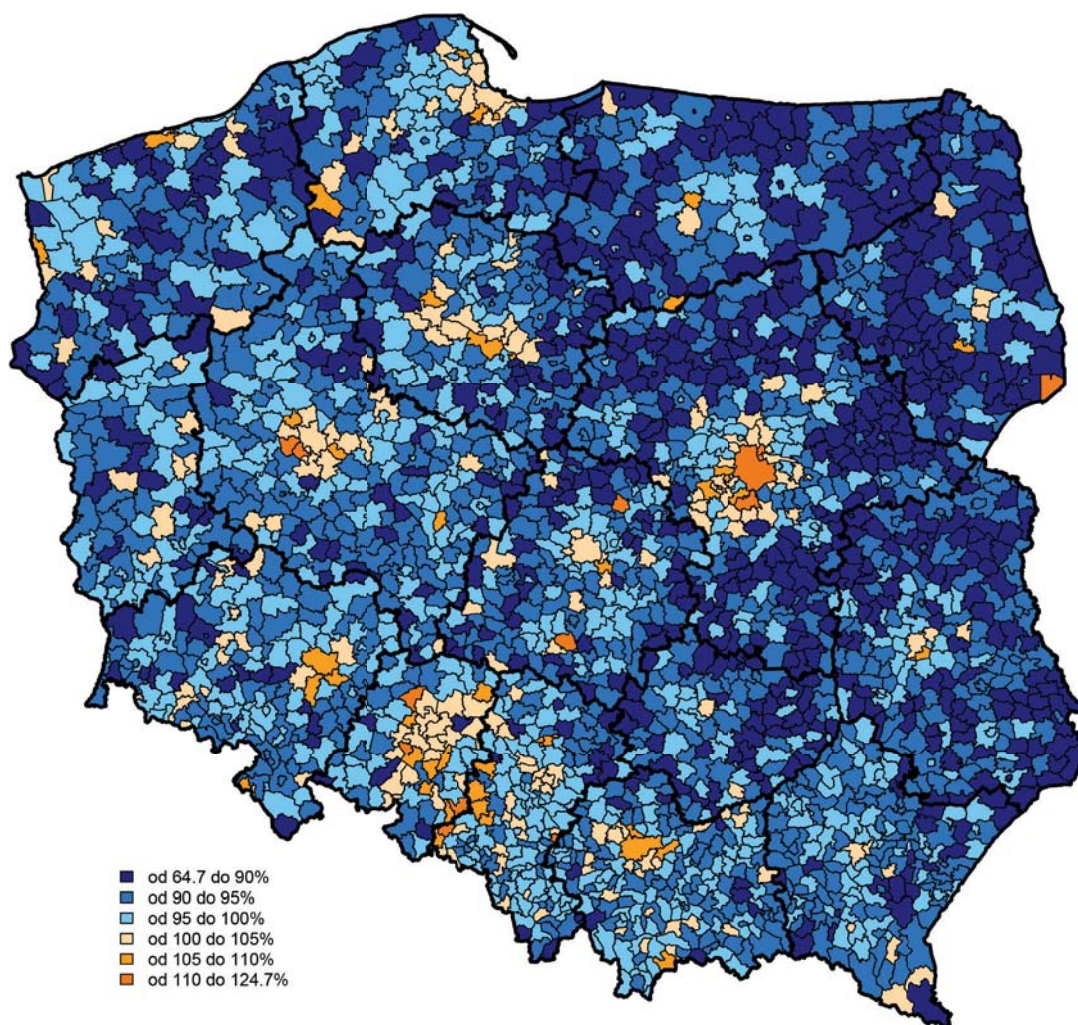 od 64.7 do 90%
od 90 do 95%
od 95 do 100%
od 100 do 105%
od 105 do 110%
od 110 do 124.7%